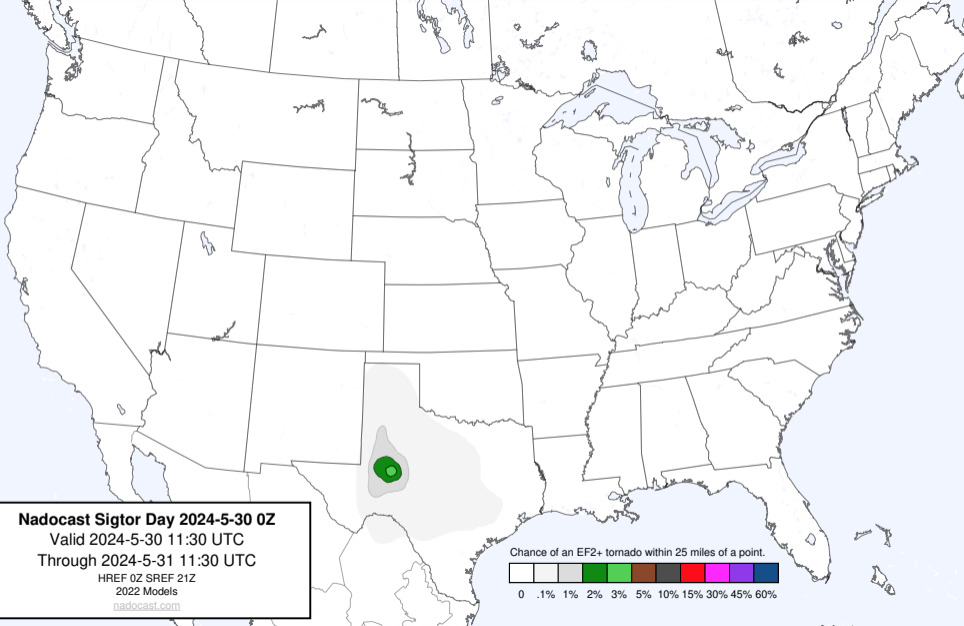 Nadocast Sigtor Day 2024-5-30 0Z
Valid 2024-5-30 11:30 UTC
Through 2024-5-31 11:30 UTC
HREF 0Z SREF 21Z
2022 Models
nadocast.com
Chance of an EF2+ tornado within 25 miles of a point.
0 .1% 1% 2% 3% 5% 10% 15% 30% 45% 60%